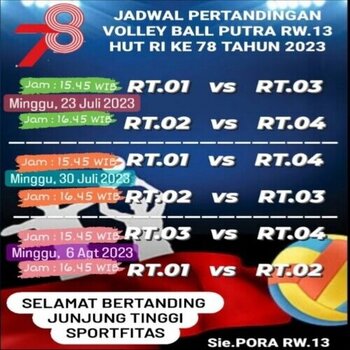 78
JADWAL PERTANDINGAN
VOLLEY BALL PUTRA RW.13
HUT RI KE 78 TAHUN 2023
Jam : 15.45 WIB RT.01 vs RT.03
Minggu, 23 Juli 2023
Jam : 16.45 WIB RT.02 vs RT.04
Jam : 15.45 WIB RT.01 vs RT.04
Minggu, 30 Juli 2023
Jam : 16.45 WIB RT.02 vs RT.03
Jam : 15.45 WIB RT.03 vs RT.04
Minggu, 6 Agt 2023
Jam : 16.45 WIB RT.01 vs RT.02
SELAMAT BERTANDING
JUNJUNG TINGGI
SPORTFITAS
Sie.PORA RW.13